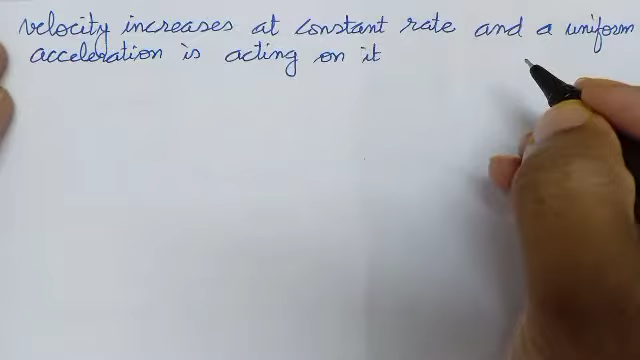 velocity increases at constant rate and a uniform
acceleration is acting on it